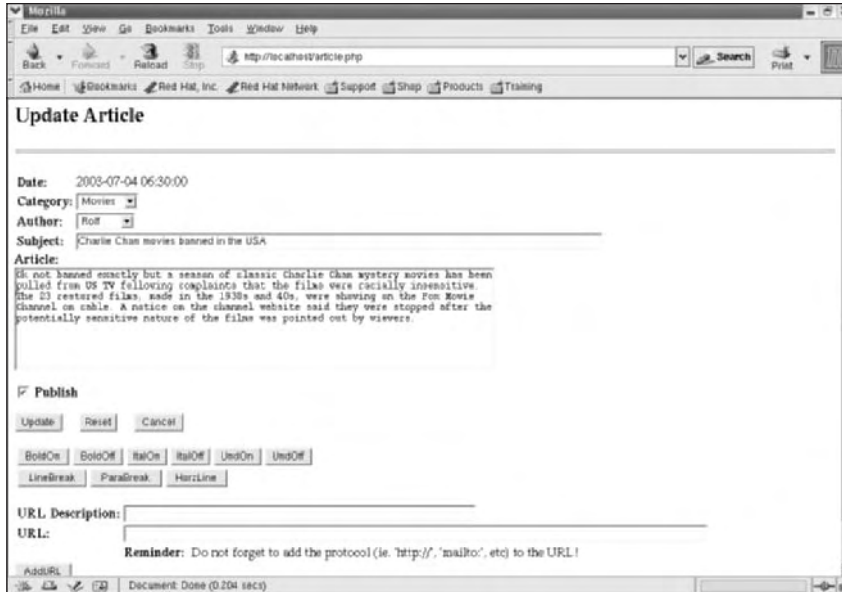 Mozilla
File Edit View Go Bookmarks Tools Window Help
Back Forward Reload Stop http://localhost/article.php Search Print
Home Bookmarks Red Hat, Inc. Red Hat Network Support Shop Products Training
Update Article
Date: 2003-07-04 06:30:00
Category: Movies
Author: Rolf
Subject: Charlie Chan movies banned in the USA
Article:
Ok not banned exactly but a season of classic Charlie Chan mystery movies has been
pulled from US TV following complaints that the films were racially insensitive.
The 23 restored films, made in the 1930s and 40s, were showing on the Fox Movie
Channel on cable. A notice on the channel website said they were stopped after the
potentially sensitive nature of the films was pointed out by viewers.
Publish
Update Reset Cancel
BoldOn BoldOff ItalOn ItalOff UndOn UndOff
LineBreak ParaBreak HorzLine
URL Description:
URL:
Reminder: Do not forget to add the protocol (ie. 'http://', 'mailto:', etc) to the URL!
AddURL
Document: Done (0.204 secs)